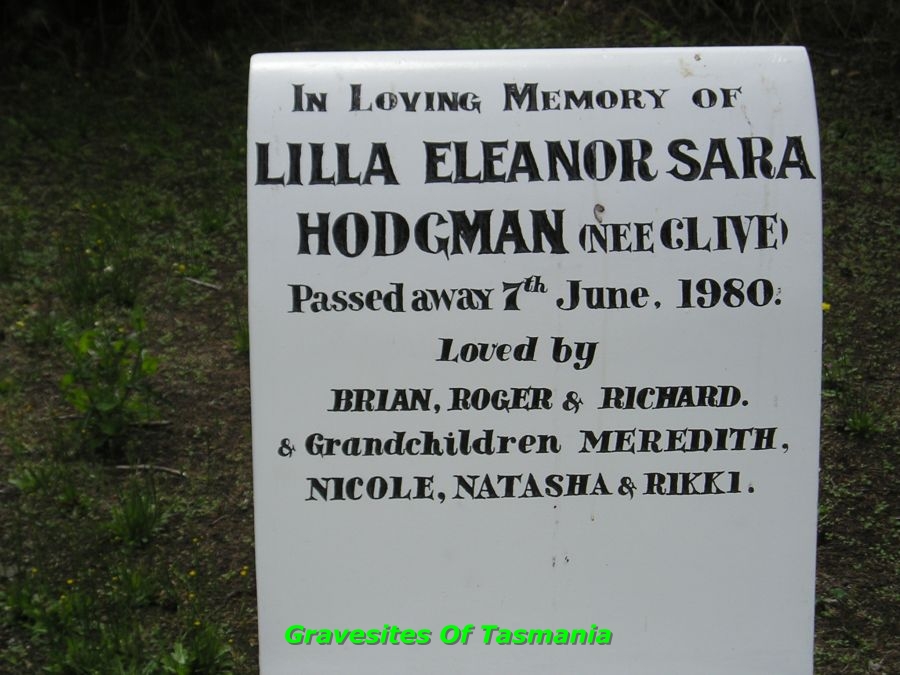 In Loving Memory of
LILLA ELEANOR SARA
HODGMAN (NEE CLIVE)
Passed away 7th June, 1980.
Loved by
BRIAN, ROGER & RICHARD.
& Grandchildren MEREDITH,
NICOLE, NATASHA & RIKKI.
Gravesites Of Tasmania